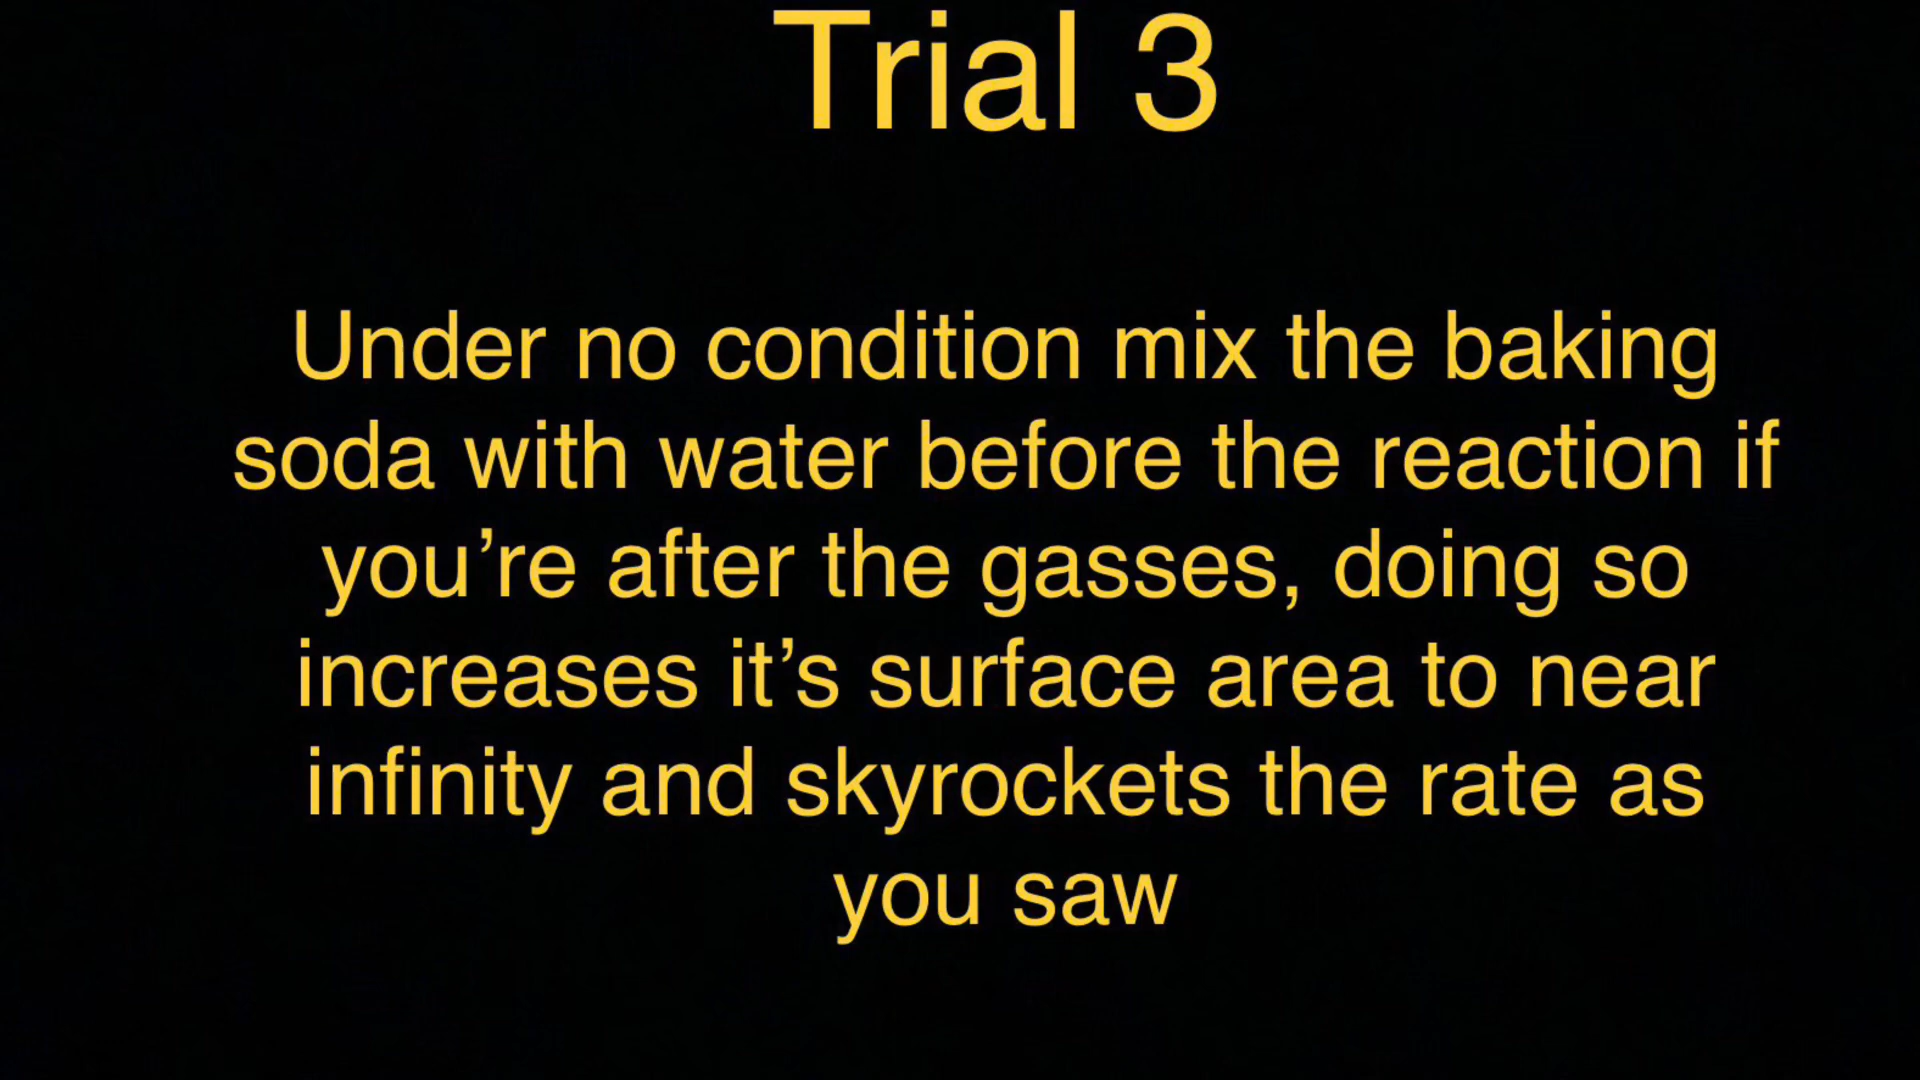 Trial 3
Under no condition mix the baking
soda with water before the reaction if
you’re after the gasses, doing so
increases it’s surface area to near
infinity and skyrockets the rate as
you saw